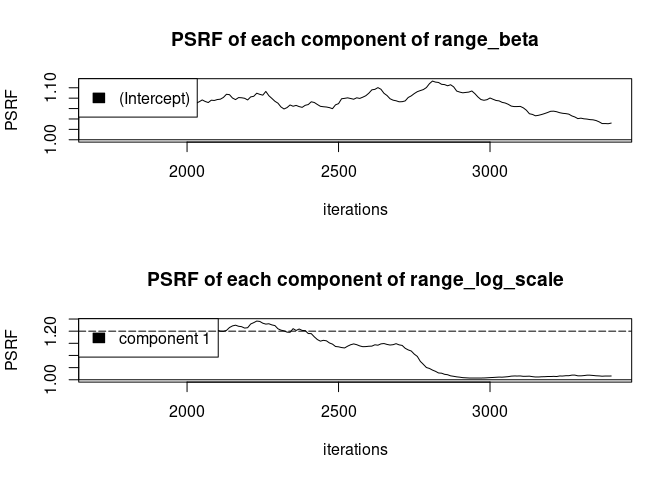 PSRF of each component of range_beta
PSRF
1.10
1.00
(Intercept)
2000 2500 3000
iterations
PSRF of each component of range_log_scale
PSRF
1.20
1.00
component 1
2000 2500 3000
iterations